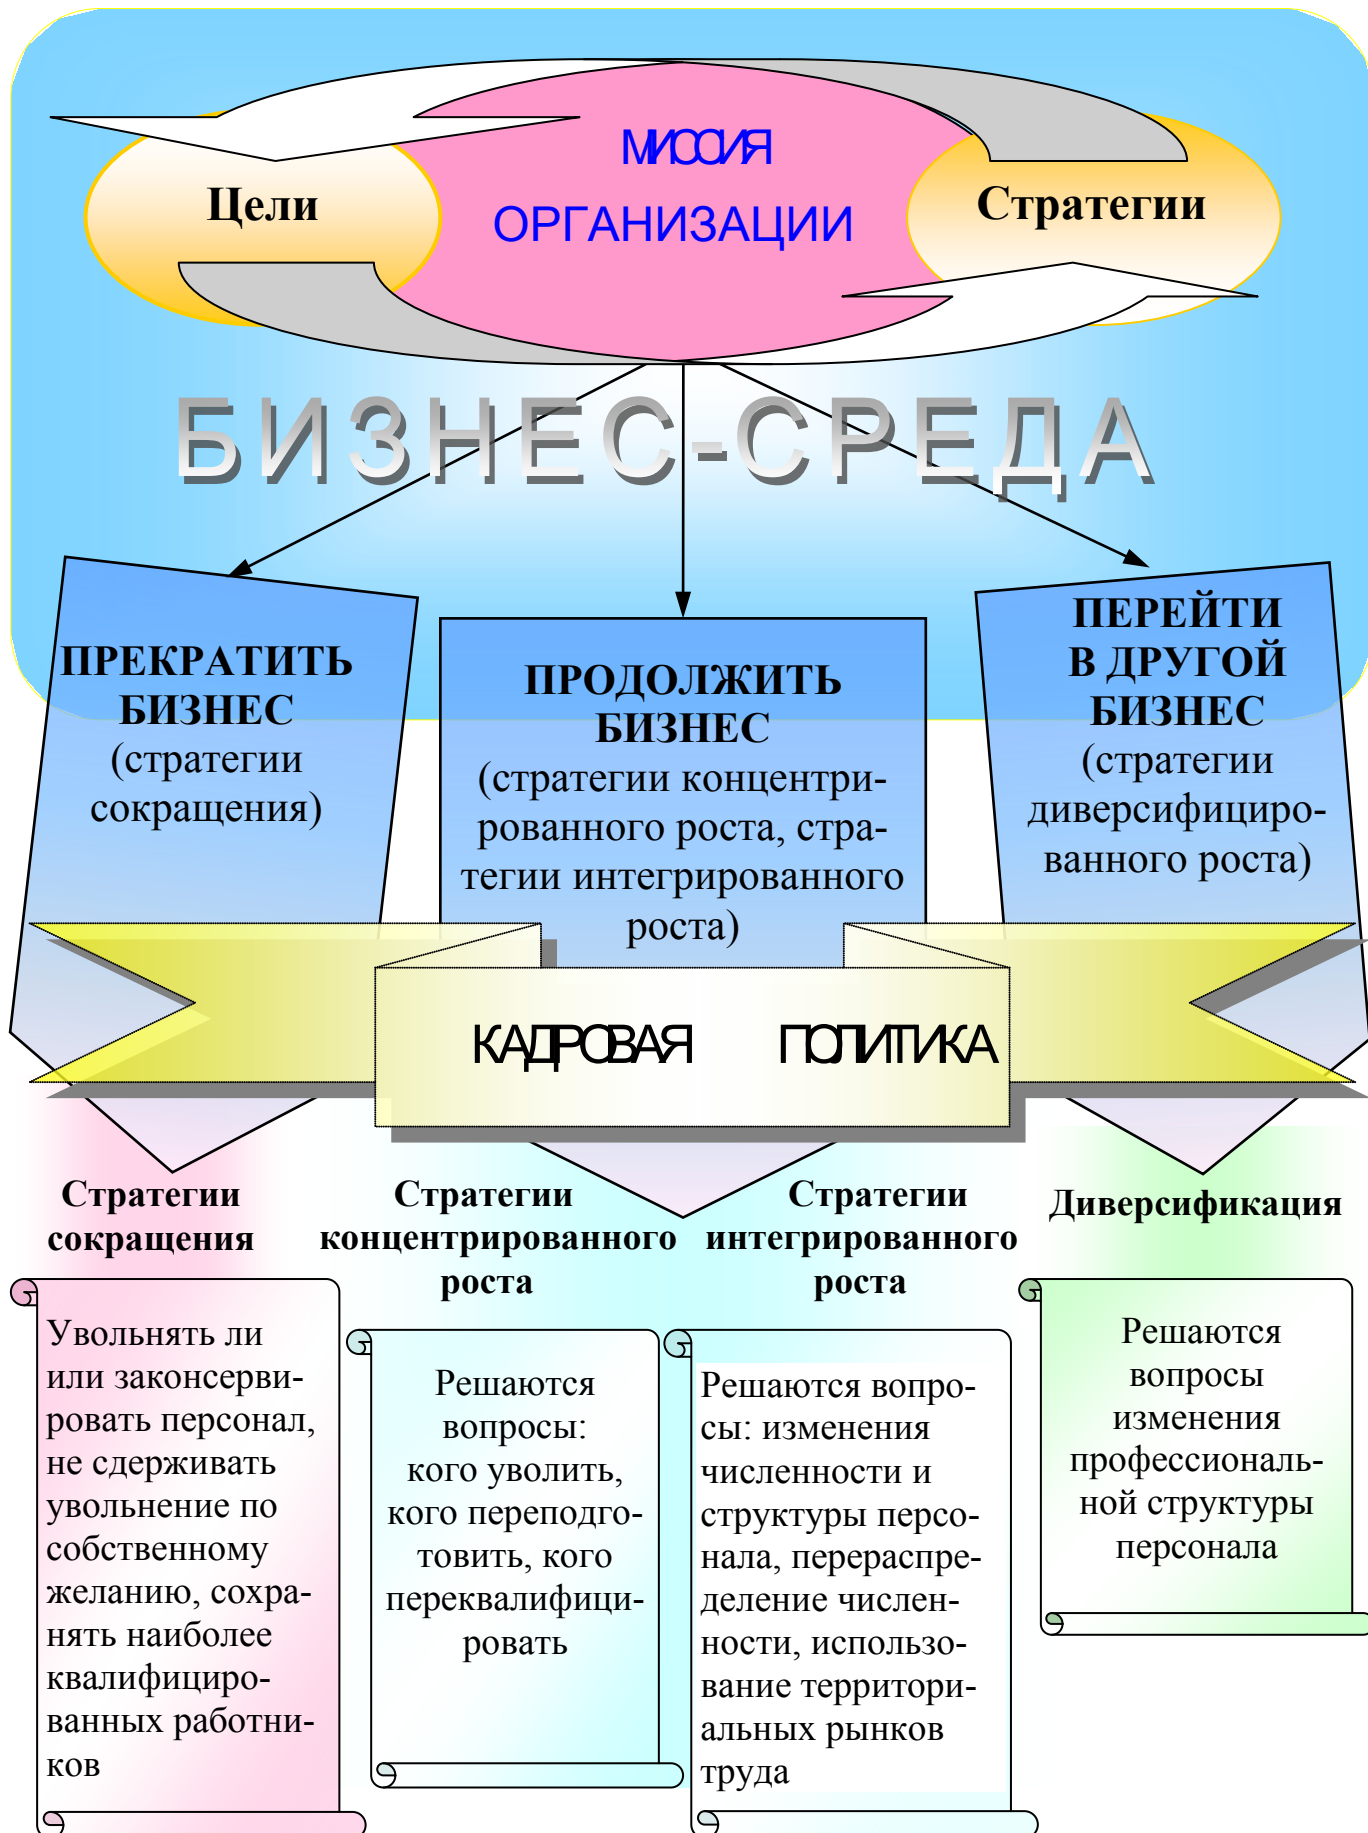 МИССИЯ
ОРГАНИЗАЦИИ
Цели
Стратегии
БИЗНЕС-СРЕДА
ПРЕКРАТИТЬ
БИЗНЕС
(стратегии
сокращения)
ПРОДОЛЖИТЬ
БИЗНЕС
(стратегии концентри-
рованного роста, стра-
тегии интегрированного
роста)
ПЕРЕЙТИ
В ДРУГОЙ
БИЗНЕС
(стратегии
диверсифициро-
ванного роста)
КАДРОВАЯ ПОЛИТИКА
Стратегии
сокращения
Стратегии
концентрированного
роста
Стратегии
интегрированного
роста
Диверсификация
Увольнять ли
или законсерви-
ровать персонал,
не сдерживать
увольнение по
собственному
желанию, сохра-
нять наиболее
квалифициро-
ванных работни-
ков
Решаются
вопросы:
кого уволить,
кого переподго-
товить, кого
переквалифици-
ровать
Решаются вопро-
сы: изменения
численности и
структуры персо-
нала, перераспре-
деление числен-
ности, использо-
вание территори-
альных рынков
труда
Решаются
вопросы
изменения
профессиональ-
ной структуры
персонала